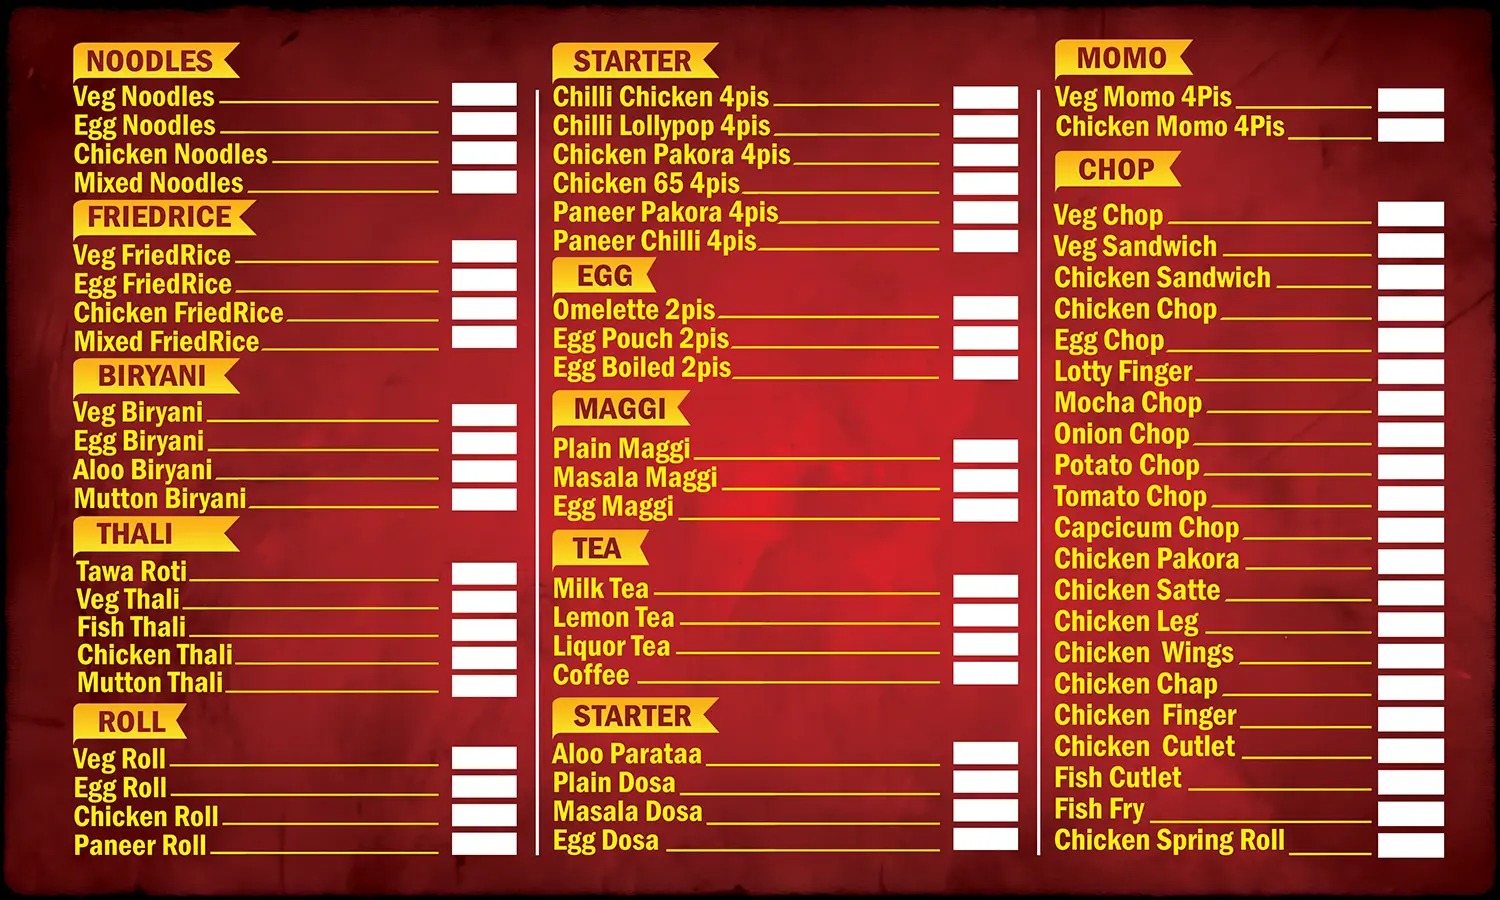 NOODLES
Veg Noodles
Egg Noodles
Chicken Noodles
Mixed Noodles
FRIEDRICE
Veg FriedRice
Egg FriedRice
Chicken FriedRice
Mixed FriedRice
BIRYANI
Veg Biryani
Egg Biryani
Aloo Biryani
Mutton Biryani
THALI
Tawa Roti
Veg Thali
Fish Thali
Chicken Thali
Mutton Thali
ROLL
Veg Roll
Egg Roll
Chicken Roll
Paneer Roll
STARTER
Chilli Chicken 4pis
Chilli Lollypop 4pis
Chicken Pakora 4pis
Chicken 65 4pis
Paneer Pakora 4pis
Paneer Chilli 4pis
EGG
Omelette 2pis
Egg Pouch 2pis
Egg Boiled 2pis
MAGGI
Plain Maggi
Masala Maggi
Egg Maggi
TEA
Milk Tea
Lemon Tea
Liquor Tea
Coffee
STARTER
Aloo Parataa
Plain Dosa
Masala Dosa
Egg Dosa
MOMO
Veg Momo 4Pis
Chicken Momo 4Pis
CHOP
Veg Chop
Veg Sandwich
Chicken Sandwich
Chicken Chop
Egg Chop
Lotty Finger
Mocha Chop
Onion Chop
Potato Chop
Tomato Chop
Capcicum Chop
Chicken Pakora
Chicken Satte
Chicken Leg
Chicken Wings
Chicken Chap
Chicken Finger
Chicken Cutlet
Fish Cutlet
Fish Fry
Chicken Spring Roll